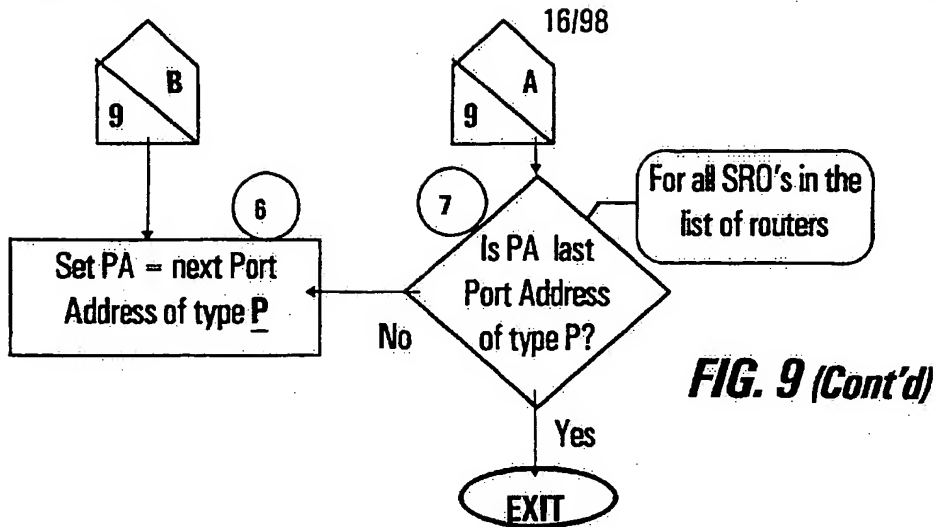 16/98
B
9
A
9
6
7
For all SRO's in the
list of routers
Set PA = next Port
Address of type P
Is PA last
Port Address
of type P?
No
FIG. 9 (Cont'd)
Yes
EXIT